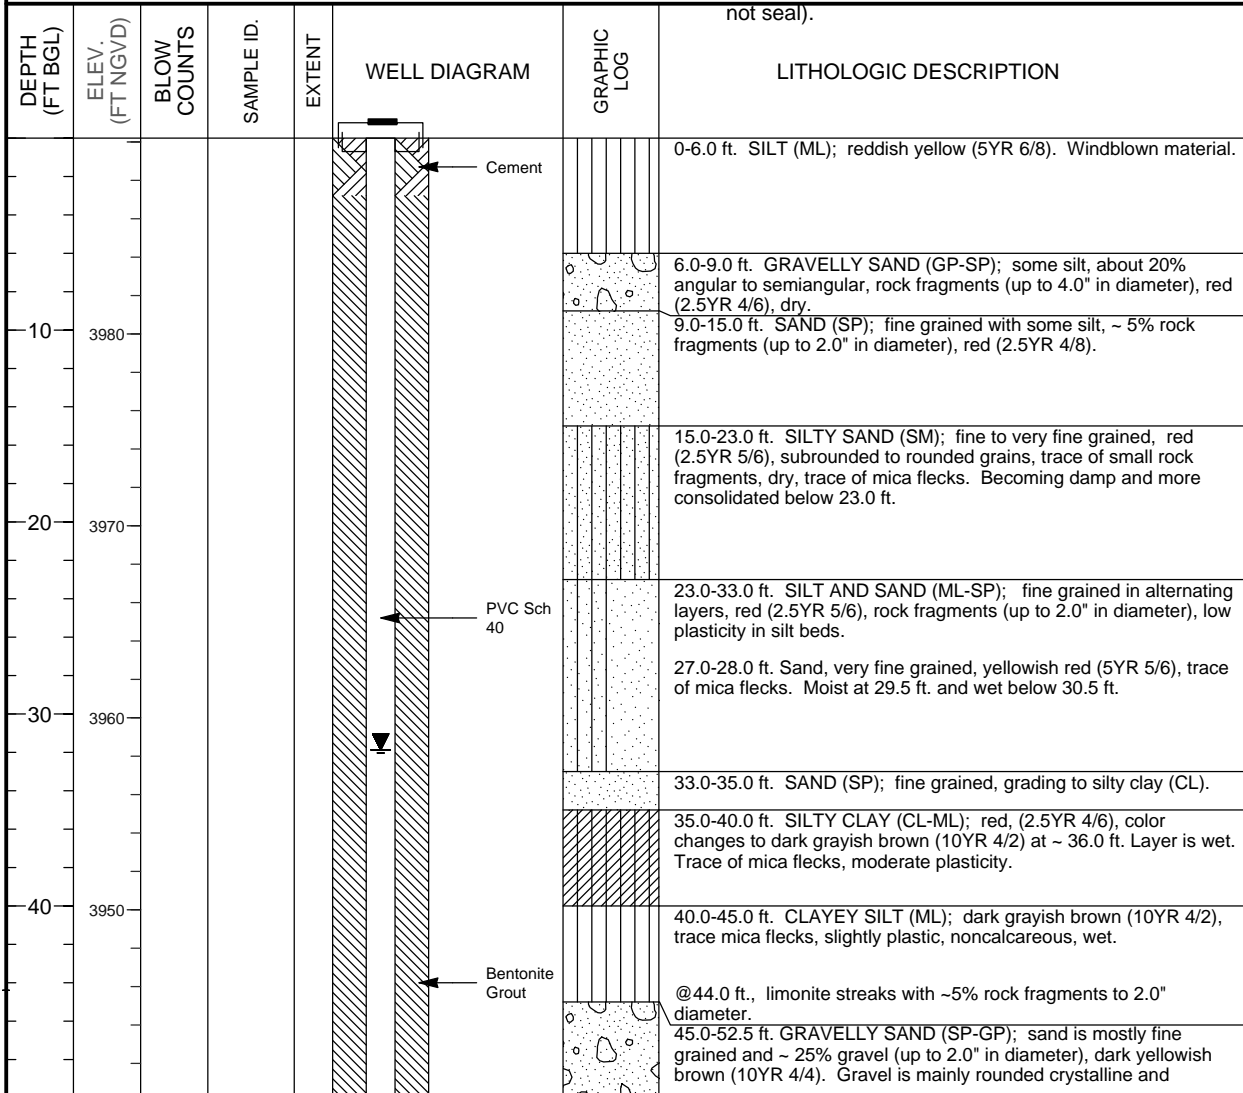 not seal).
DEPTH
(FT BGL)
ELEV.
(FT NGVD)
BLOW
COUNTS
SAMPLE ID.
EXTENT
WELL DIAGRAM
GRAPHIC
LOG
LITHOLOGIC DESCRIPTION
0-6.0 ft. SILT (ML); reddish yellow (5YR 6/8). Windblown material.
Cement
6.0-9.0 ft. GRAVELLY SAND (GP-SP); some silt, about 20%
angular to semiangular, rock fragments (up to 4.0" in diameter), red
(2.5YR 4/6), dry.
10
3980
9.0-15.0 ft. SAND (SP); fine grained with some silt, ~ 5% rock
fragments (up to 2.0" in diameter), red (2.5YR 4/8).
15.0-23.0 ft. SILTY SAND (SM); fine to very fine grained, red
(2.5YR 5/6), subrounded to rounded grains, trace of small rock
fragments, dry, trace of mica flecks. Becoming damp and more
consolidated below 23.0 ft.
20
3970
23.0-33.0 ft. SILT AND SAND (ML-SP); fine grained in alternating
layers, red (2.5YR 5/6), rock fragments (up to 2.0" in diameter), low
plasticity in silt beds.
PVC Sch
40
27.0-28.0 ft. Sand, very fine grained, yellowish red (5YR 5/6), trace
of mica flecks. Moist at 29.5 ft. and wet below 30.5 ft.
30
3960
33.0-35.0 ft. SAND (SP); fine grained, grading to silty clay (CL).
35.0-40.0 ft. SILTY CLAY (CL-ML); red, (2.5YR 4/6), color
changes to dark grayish brown (10YR 4/2) at ~ 36.0 ft. Layer is wet.
Trace of mica flecks, moderate plasticity.
40
3950
40.0-45.0 ft. CLAYEY SILT (ML); dark grayish brown (10YR 4/2),
trace mica flecks, slightly plastic, noncalcareous, wet.
Bentonite
Grout
@44.0 ft., limonite streaks with ~5% rock fragments to 2.0"
diameter.
45.0-52.5 ft. GRAVELLY SAND (SP-GP); sand is mostly fine
grained and ~ 25% gravel (up to 2.0" in diameter), dark yellowish
brown (10YR 4/4). Gravel is mainly rounded crystalline and